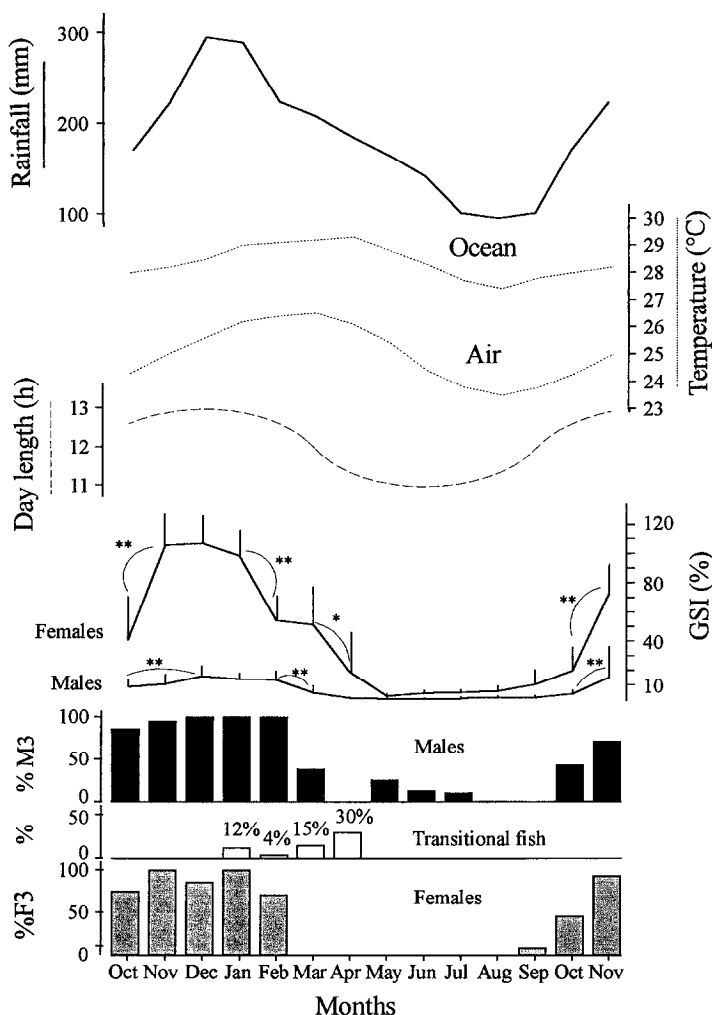 Rainfall (mm)
300
200
100
Ocean
Air
Temperature (°C)
30
29
28
27
26
25
24
23
Day length (h)
13
12
11
**
**
*
**
Females
GSI (%)
120
80
40
10
**
**
**
Males
% M3
100
50
0
Males
%
50
0
12%
4%
15%
30%
Transitional fish
%F3
100
50
0
Females
Oct Nov Dec Jan Feb Mar Apr May Jun Jul Aug Sep Oct Nov
Months